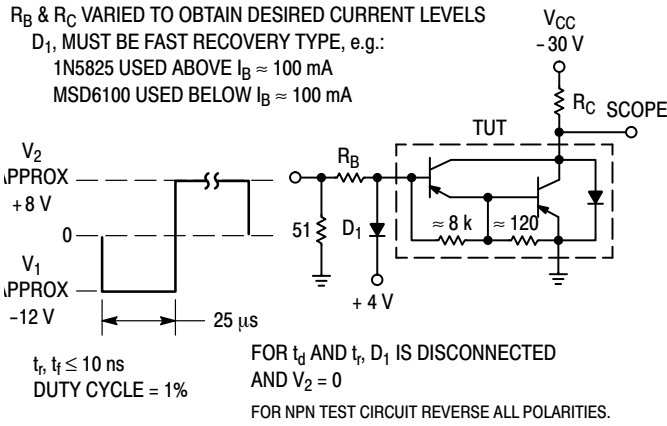 R_B & R_C VARIED TO OBTAIN DESIRED CURRENT LEVELS
D_1, MUST BE FAST RECOVERY TYPE, e.g.:
1N5825 USED ABOVE I_B ≈ 100 mA
MSD6100 USED BELOW I_B ≈ 100 mA
V_CC
-30 V
R_C
SCOPE
TUT
V_2
APPROX
+8 V
0
V_1
APPROX
-12 V
25 μs
R_B
51
D_1
+ 4 V
≈ 8 k
≈ 120
t_r, t_f ≤ 10 ns
DUTY CYCLE = 1%
FOR t_d AND t_r, D_1 IS DISCONNECTED
AND V_2 = 0
FOR NPN TEST CIRCUIT REVERSE ALL POLARITIES.